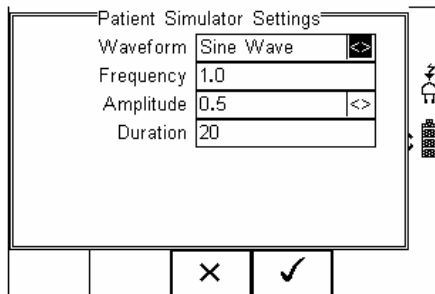 Patient Simulator Settings
Waveform Sine Wave <>
Frequency 1.0
Amplitude 0.5 <>
Duration 20